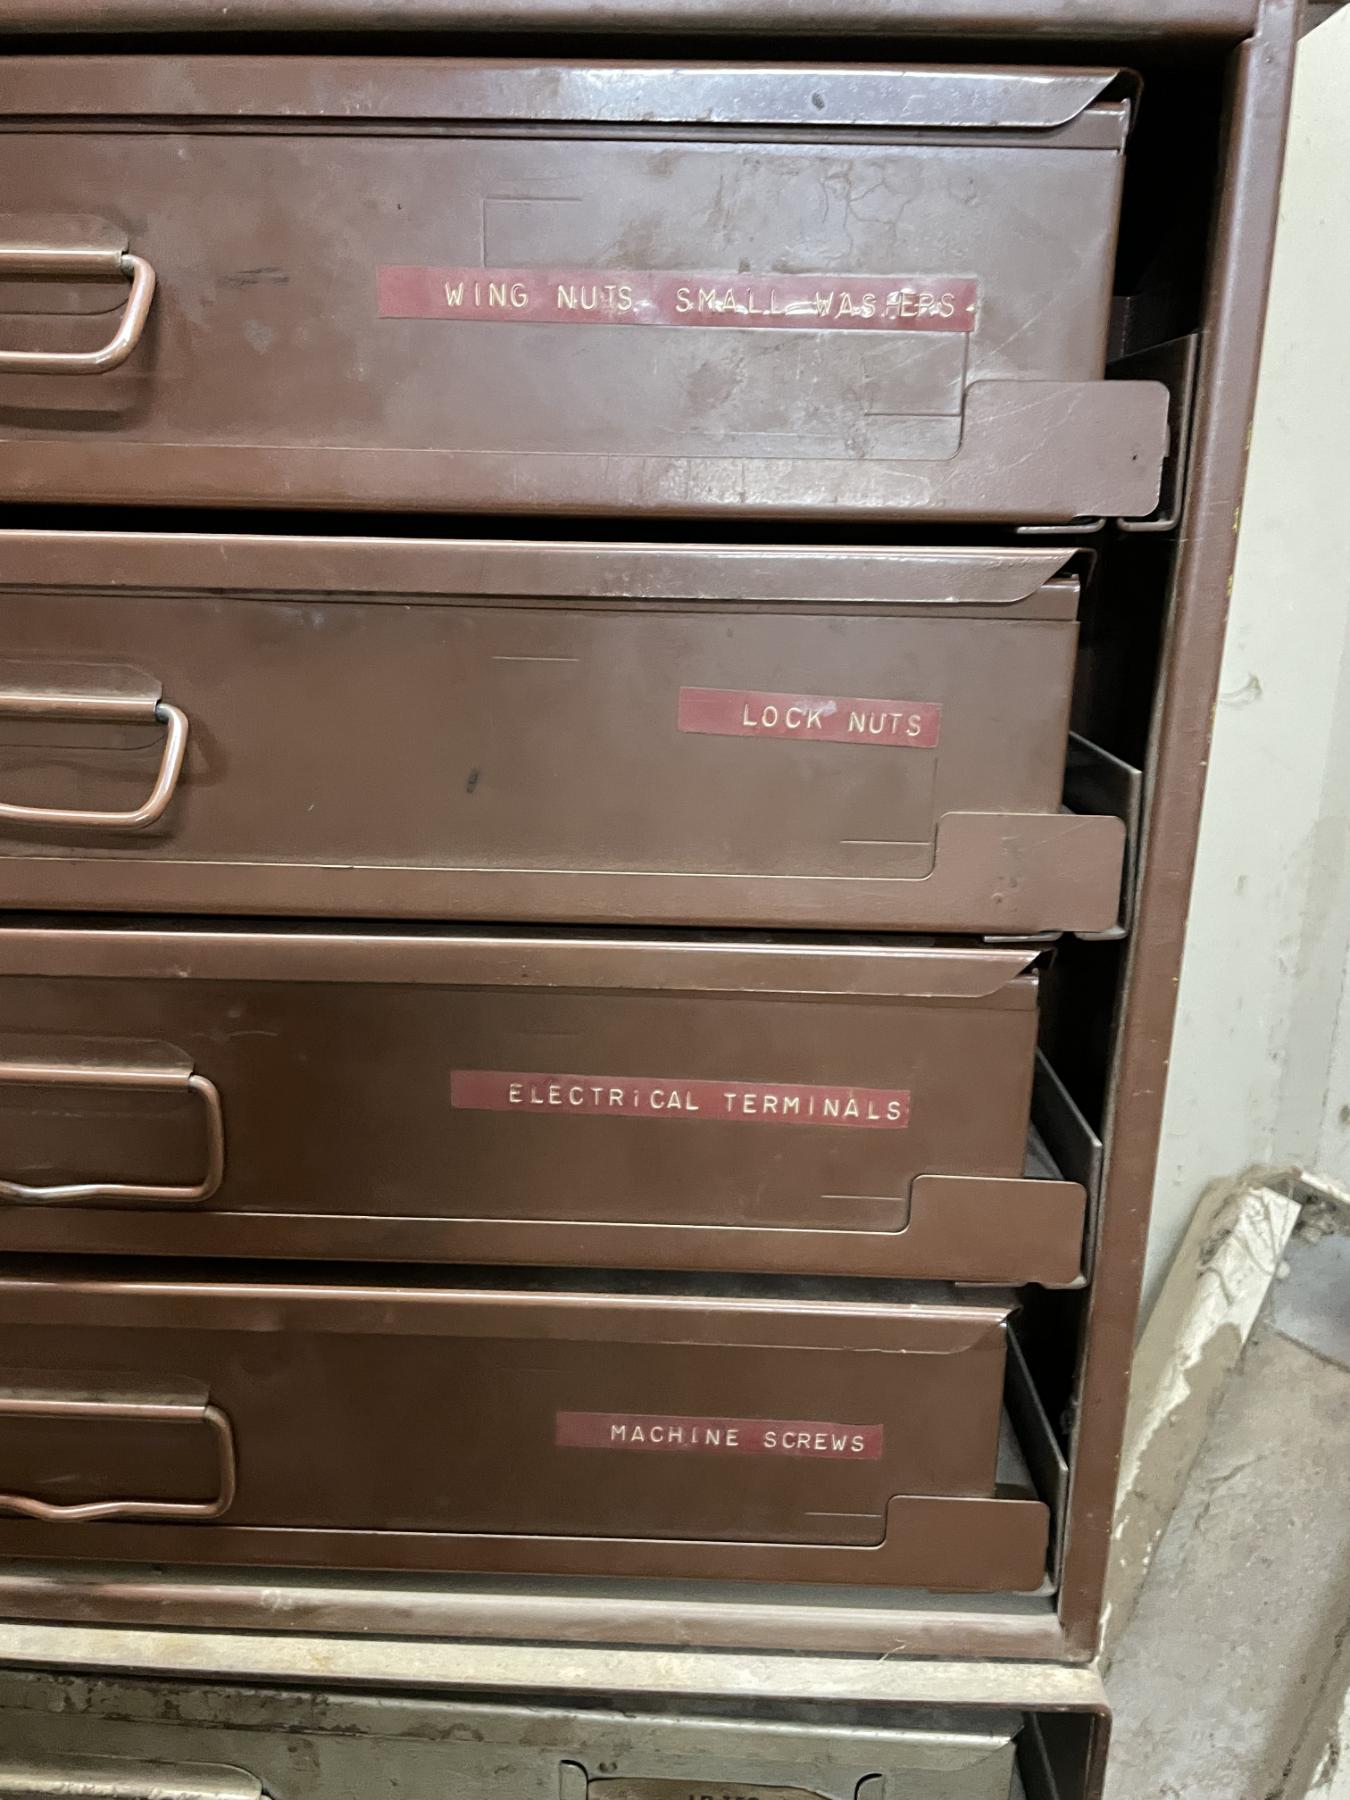 WING NUTS. SMALL WASHERS.
LOCK NUTS
ELECTRICAL TERMINALS
MACHINE SCREWS